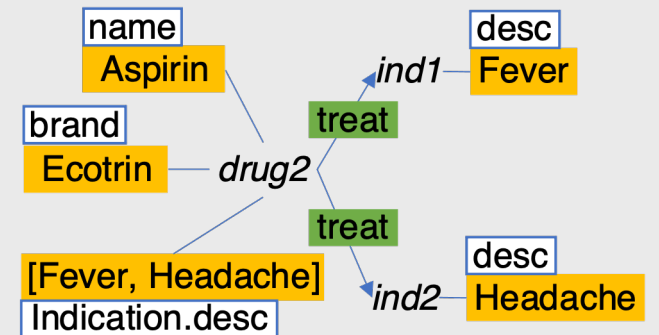 name
Aspirin
brand
Ecotrin
drug2
[Fever, Headache]
Indication.desc
treat
ind1
desc
Fever
treat
ind2
desc
Headache